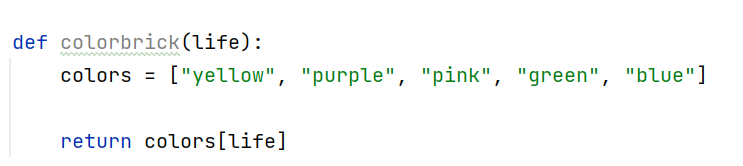 def colorbrick(life):
    colors = ["yellow", "purple", "pink", "green", "blue"]
    return colors[life]